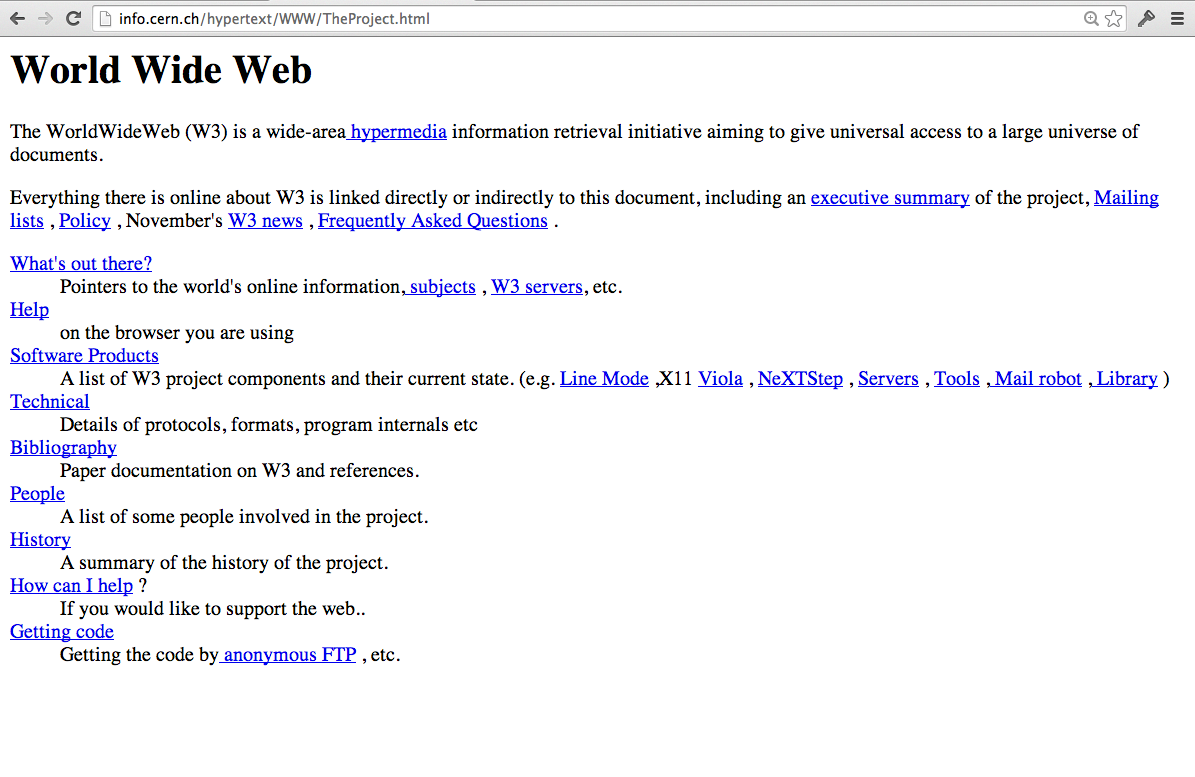 info.cern.ch/hypertext/WWW/TheProject.html
World Wide Web
The WorldWideWeb (W3) is a wide-area hypermedia information retrieval initiative aiming to give universal access to a large universe of
documents.
Everything there is online about W3 is linked directly or indirectly to this document, including an executive summary of the project, Mailing
lists , Policy , November's W3 news , Frequently Asked Questions .
What's out there?
Pointers to the world's online information, subjects , W3 servers, etc.
Help
on the browser you are using
Software Products
A list of W3 project components and their current state. (e.g. Line Mode ,X11 Viola , NeXTStep , Servers , Tools , Mail robot , Library )
Technical
Details of protocols, formats, program internals etc
Bibliography
Paper documentation on W3 and references.
People
A list of some people involved in the project.
History
A summary of the history of the project.
How can I help ?
If you would like to support the web..
Getting code
Getting the code by anonymous FTP , etc.